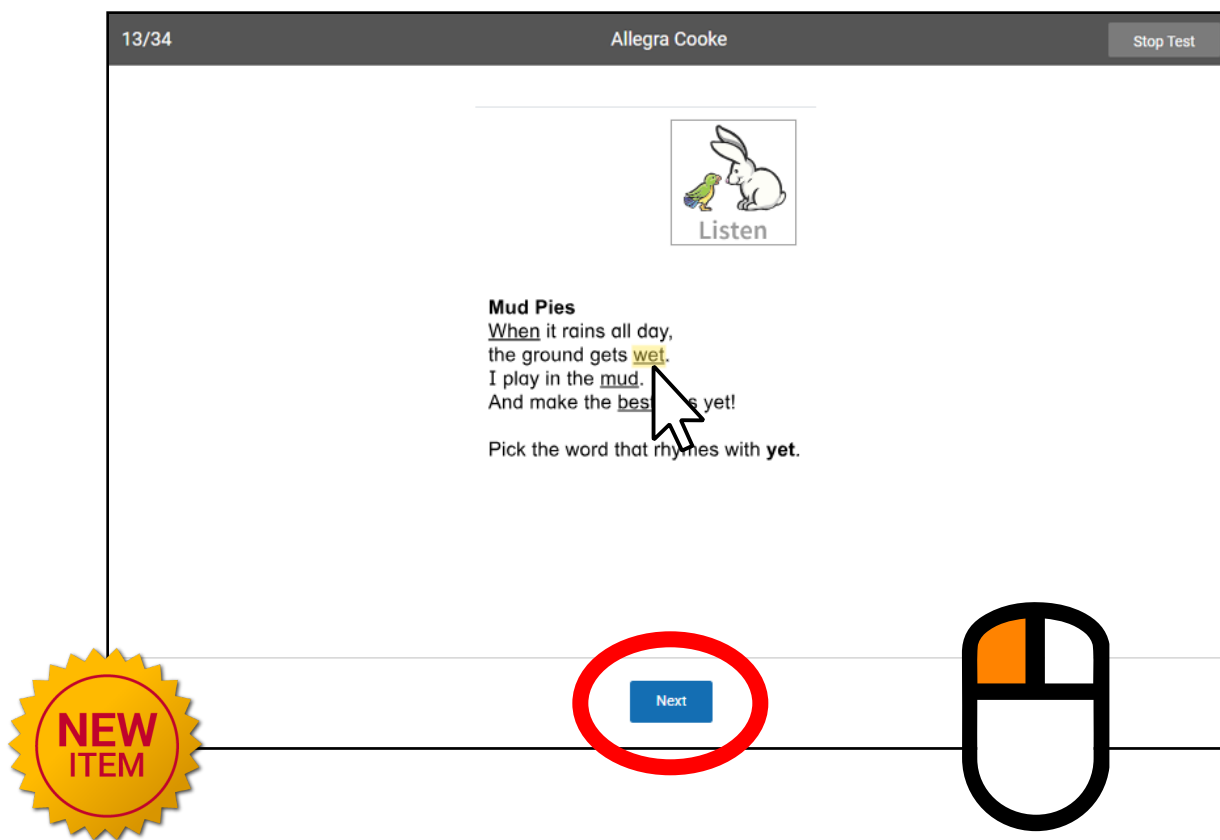 13/34
Allegra Cooke
Stop Test
Listen
Mud Pies
When it rains all day,
the ground gets wet.
I play in the mud.
And make the best yet!
Pick the word that rhymes with yet.
Next
NEW
ITEM